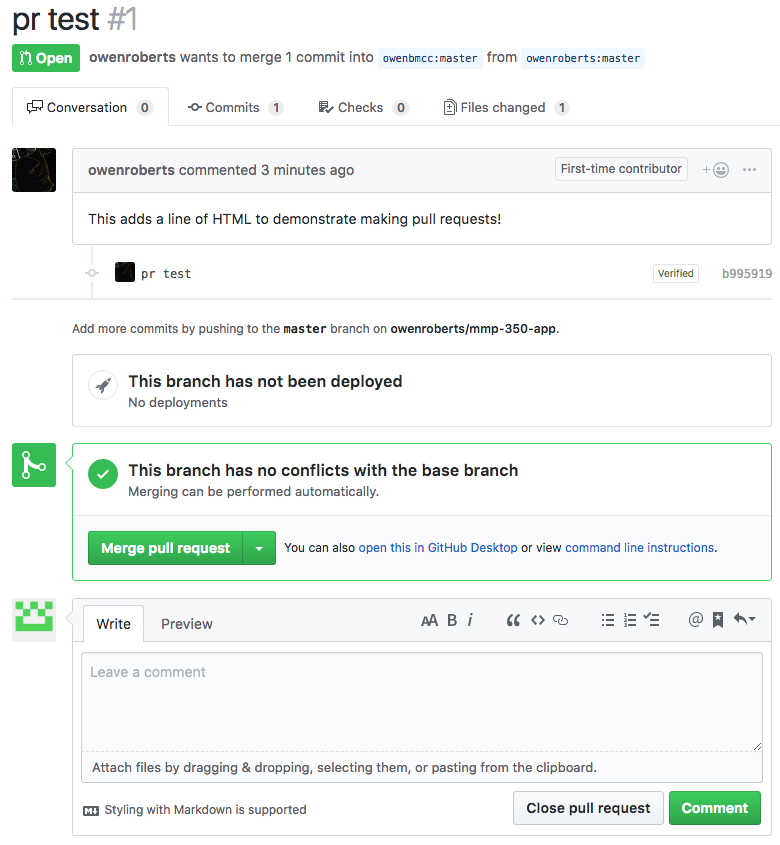 pr test #1
Open owenroberts wants to merge 1 commit into owenbmcc:master from owenroberts:master
Conversation 0 Commits 1 Checks 0 Files changed 1
owenroberts commented 3 minutes ago First-time contributor
This adds a line of HTML to demonstrate making pull requests!
pr test Verified b995919
Add more commits by pushing to the master branch on owenroberts/mmp-350-app.
This branch has not been deployed
No deployments
This branch has no conflicts with the base branch
Merging can be performed automatically.
Merge pull request You can also open this in GitHub Desktop or view command line instructions.
Write Preview AA B i @
Leave a comment
Attach files by dragging & dropping, selecting them, or pasting from the clipboard.
Styling with Markdown is supported Close pull request Comment